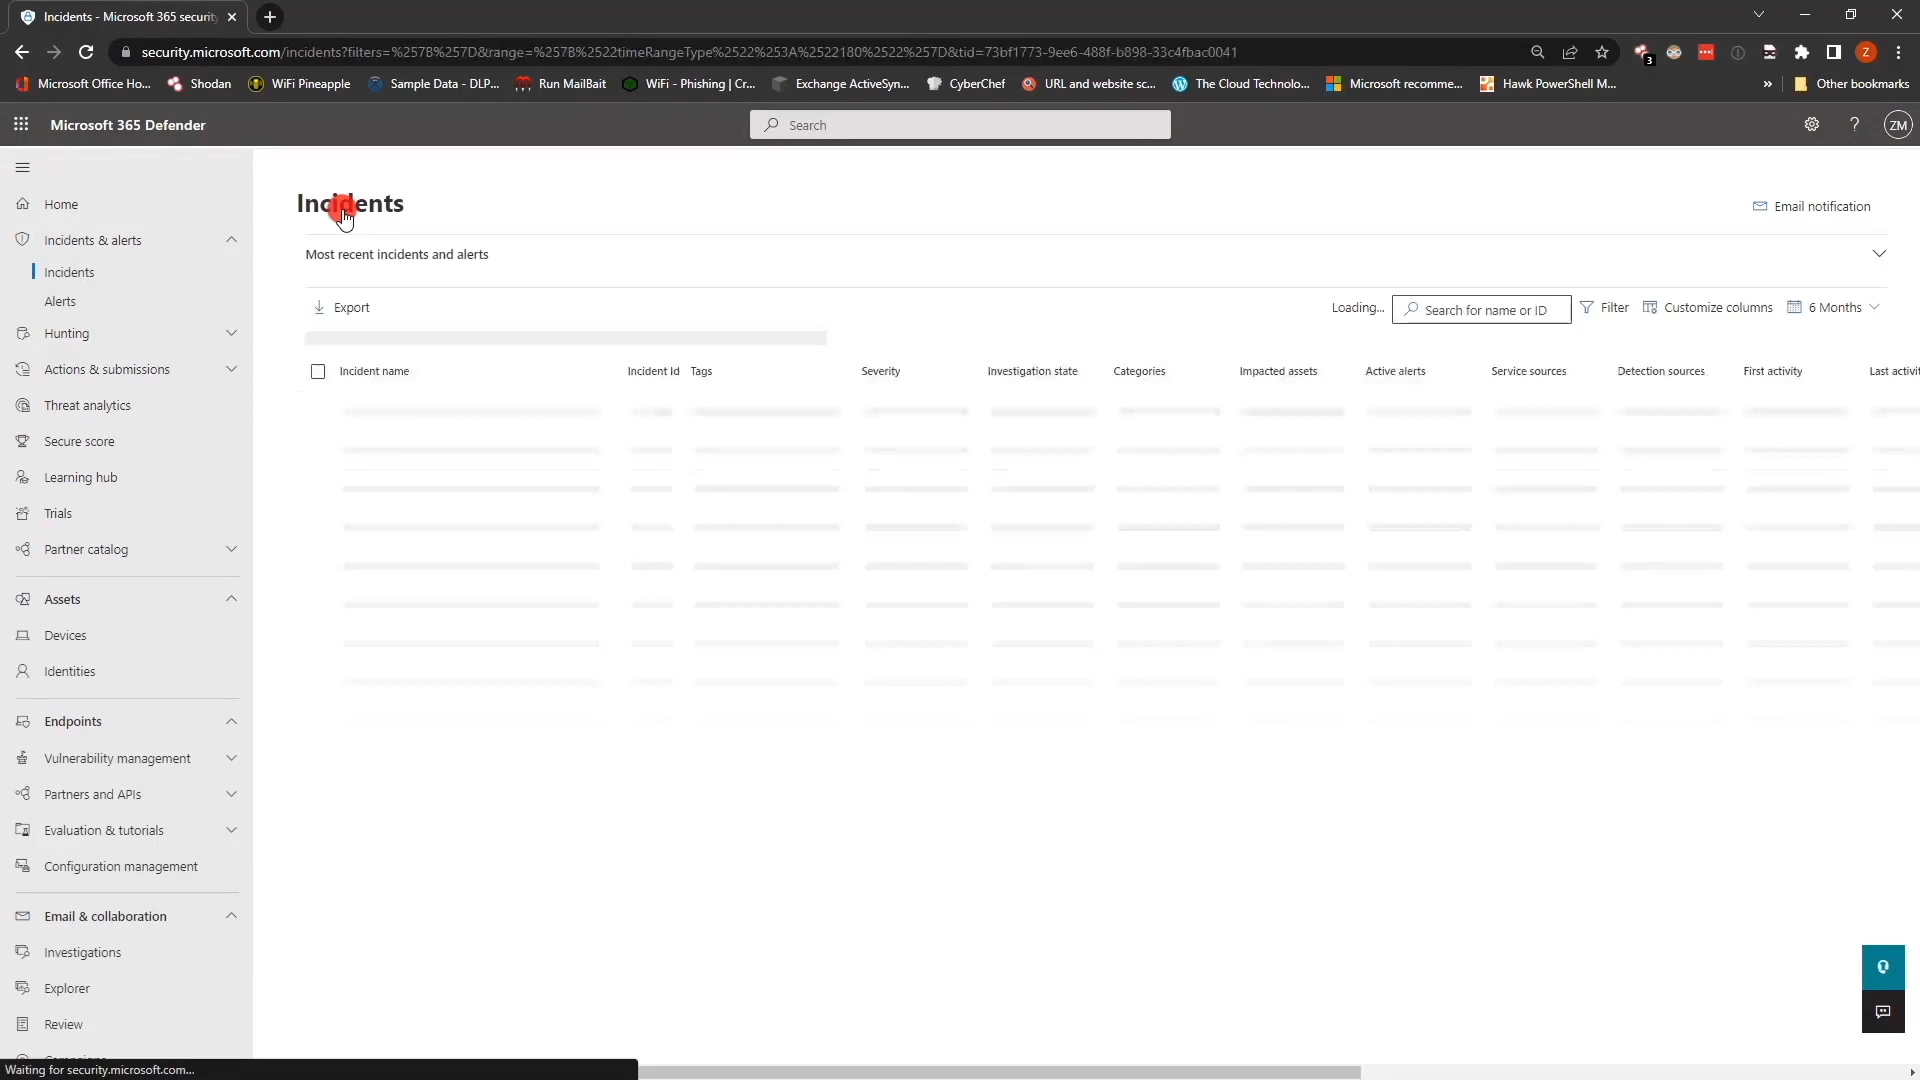 Incidents - Microsoft 365 security
security.microsoft.com/incidents?filters=%257B%257D&range=%257B%2522timeRangeType%2522%253A%2522180%2522%257D&tid=73bf1773-9ee6-488f-b898-33c4fbac0041
3
Z
Microsoft Office Ho...
Shodan
WiFi Pineapple
Sample Data - DLP...
Run MailBait
WiFi - Phishing | Cr...
Exchange ActiveSyn...
CyberChef
URL and website sc...
The Cloud Technolo...
Microsoft recomme...
Hawk PowerShell M...
»
Other bookmarks
Microsoft 365 Defender
Search
?
ZM
Home
Incidents & alerts
Incidents
Alerts
Hunting
Actions & submissions
Threat analytics
Secure score
Learning hub
Trials
Partner catalog
Assets
Devices
Identities
Endpoints
Vulnerability management
Partners and APIs
Evaluation & tutorials
Configuration management
Email & collaboration
Investigations
Explorer
Review
Incidents
Email notification
Most recent incidents and alerts
Export
Loading...
Search for name or ID
Filter
Customize columns
6 Months
Incident name
Incident Id
Tags
Severity
Investigation state
Categories
Impacted assets
Active alerts
Service sources
Detection sources
First activity
Last activit
Waiting for security.microsoft.com...